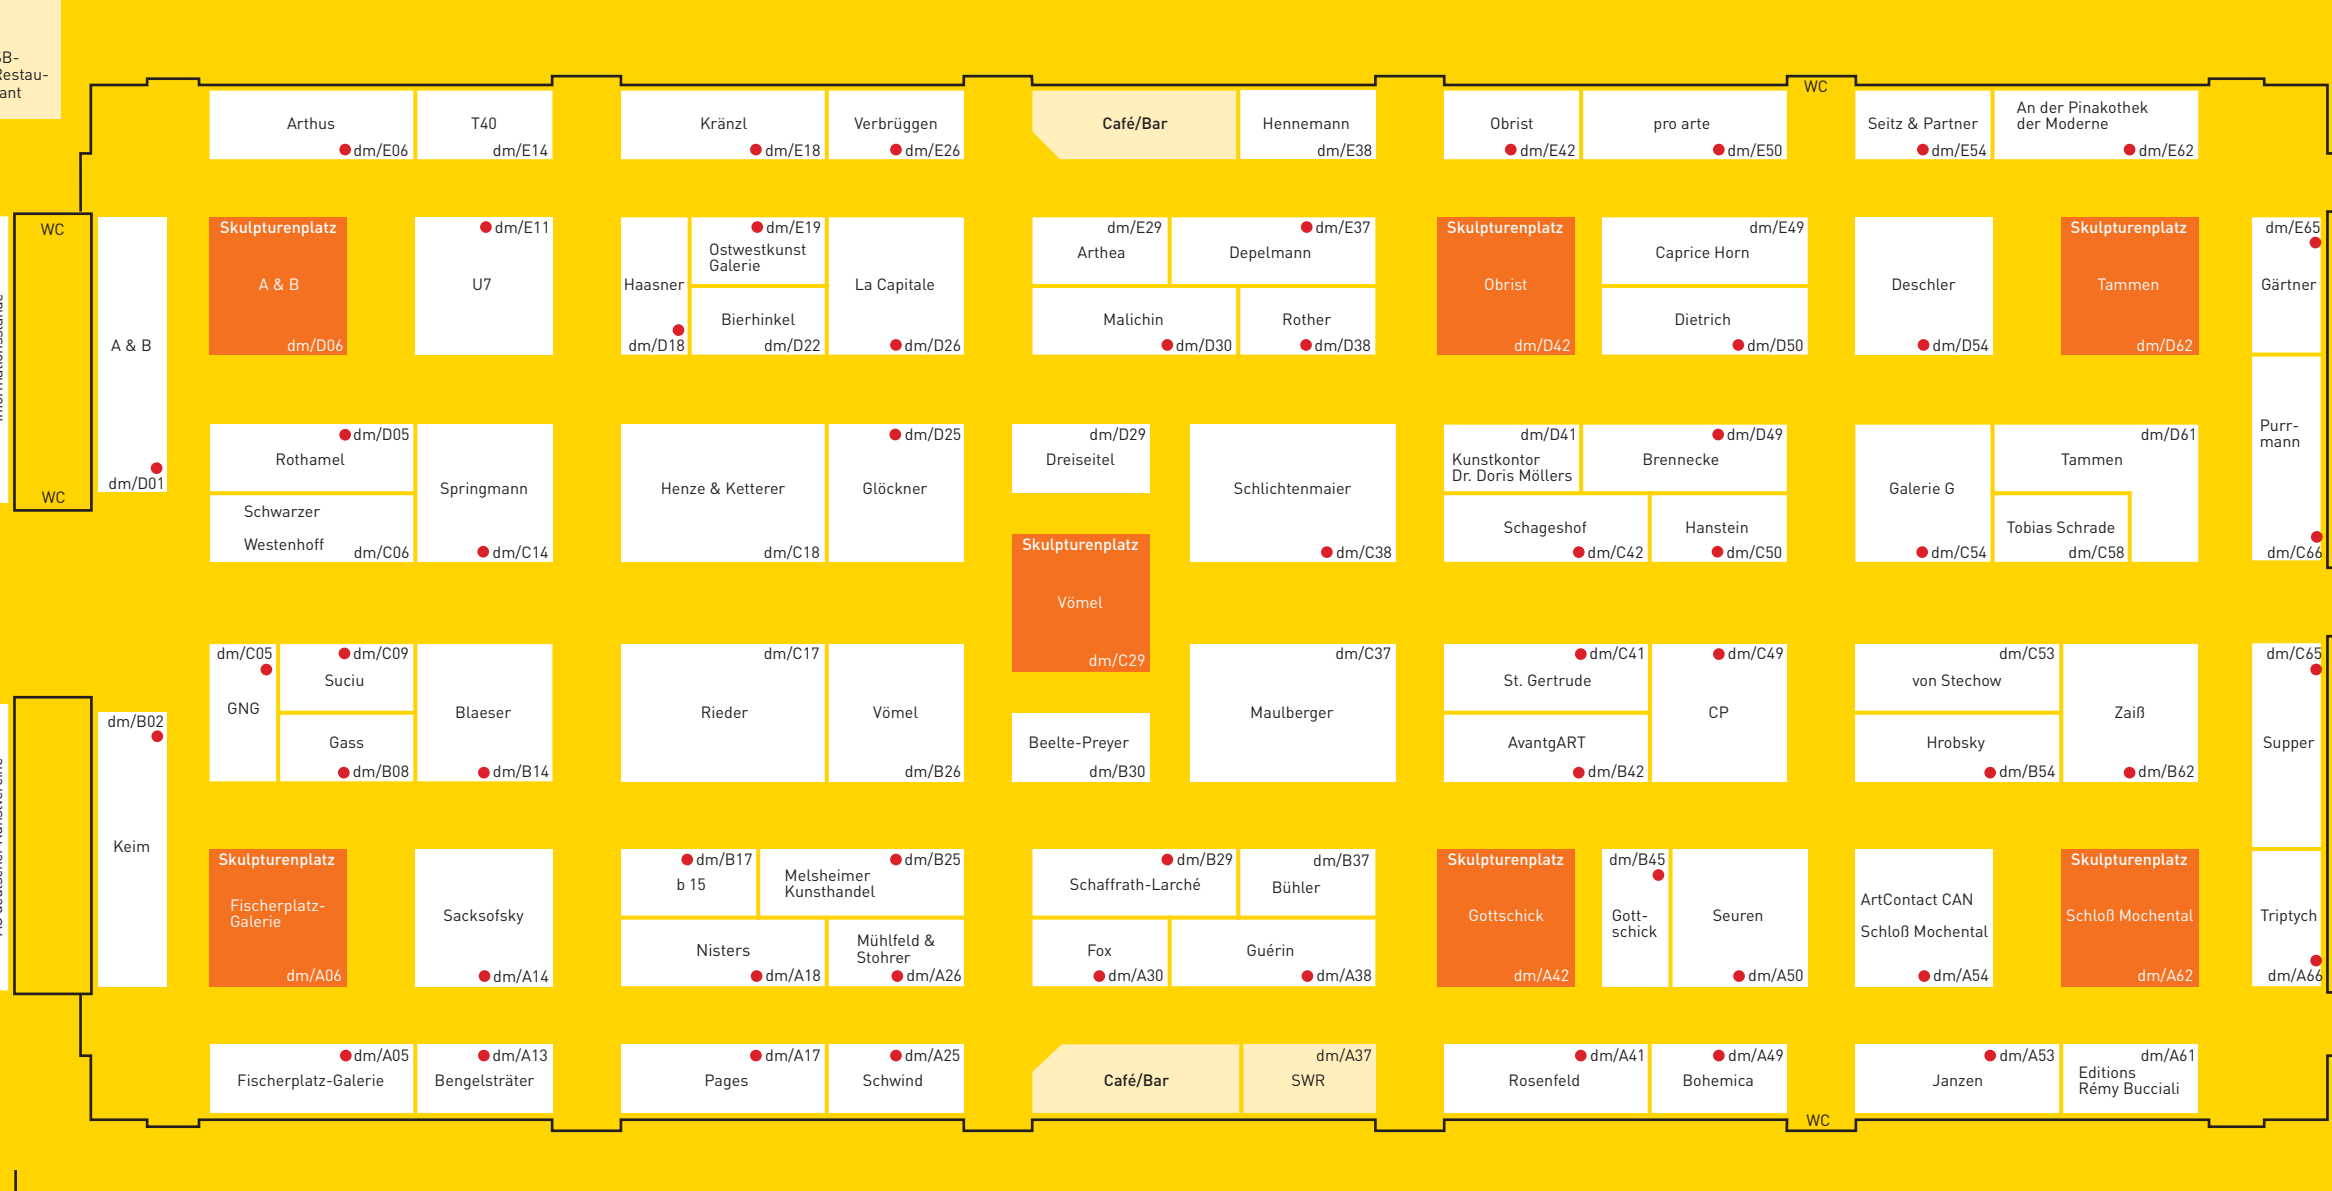 SB-
Restau-
rant
WC
Arthus
dm/E06
T40
dm/E14
Kränzl
dm/E18
Verbrüggen
dm/E26
Café/Bar
Hennemann
dm/E38
Obrist
dm/E42
pro arte
dm/E50
Seitz & Partner
dm/E54
An der Pinakothek
der Moderne
dm/E62
WC
WC
A & B
dm/D01
Skulpturenplatz
A & B
dm/D06
dm/E11
U7
Haasner
dm/D18
dm/E19
Ostwestkunst
Galerie
Bierhinkel
dm/D22
La Capitale
dm/D26
dm/E29
Arthea
dm/E37
Depelmann
Malichin
dm/D30
Rother
dm/D38
Skulpturenplatz
Obrist
dm/D42
dm/E49
Caprice Horn
Dietrich
dm/D50
Deschler
dm/D54
Skulpturenplatz
Tammen
dm/D62
dm/E65
Gärtner
Purr-
mann
dm/C66
dm/D05
Rothamel
Schwarzer
Westenhoff
dm/C06
Springmann
dm/C14
Henze & Ketterer
dm/C18
dm/D25
Glöckner
dm/D29
Dreiseitel
Schlichtenmaier
dm/C38
dm/D41
Kunstkontor
Dr. Doris Möllers
dm/D49
Brennecke
Schageshof
dm/C42
Hanstein
dm/C50
Galerie G
dm/C54
dm/D61
Tammen
Tobias Schrade
dm/C58
Skulpturenplatz
Vömel
dm/C29
dm/B02
Keim
dm/C05
GNG
dm/C09
Suciu
Gass
dm/B08
Blaeser
dm/B14
dm/C17
Rieder
Vömel
dm/B26
Beelte-Preyer
dm/B30
dm/C37
Maulberger
dm/C41
St. Gertrude
AvantgART
dm/B42
dm/C49
CP
dm/C53
von Stechow
Hrobsky
dm/B54
Zaiß
dm/B62
dm/C65
Supper
Skulpturenplatz
Fischerplatz-
Galerie
dm/A06
Sacksofsky
dm/A14
dm/B17
b 15
dm/B25
Melsheimer
Kunsthandel
Nisters
dm/A18
Mühlfeld &
Stohrer
dm/A26
dm/B29
Schaffrath-Larché
dm/B37
Bühler
Fox
dm/A30
Guérin
dm/A38
Skulpturenplatz
Gottschick
dm/A42
dm/B45
Gott-
schick
Seuren
dm/A50
ArtContact CAN
Schloß Mochental
dm/A54
Skulpturenplatz
Schloß Mochental
dm/A62
Triptych
dm/A66
dm/A05
Fischerplatz-Galerie
dm/A13
Bengelsträter
dm/A17
Pages
dm/A25
Schwind
Café/Bar
dm/A37
SWR
dm/A41
Rosenfeld
dm/A49
Bohemica
dm/A53
Janzen
dm/A61
Editions
Rémy Bucciali
WC